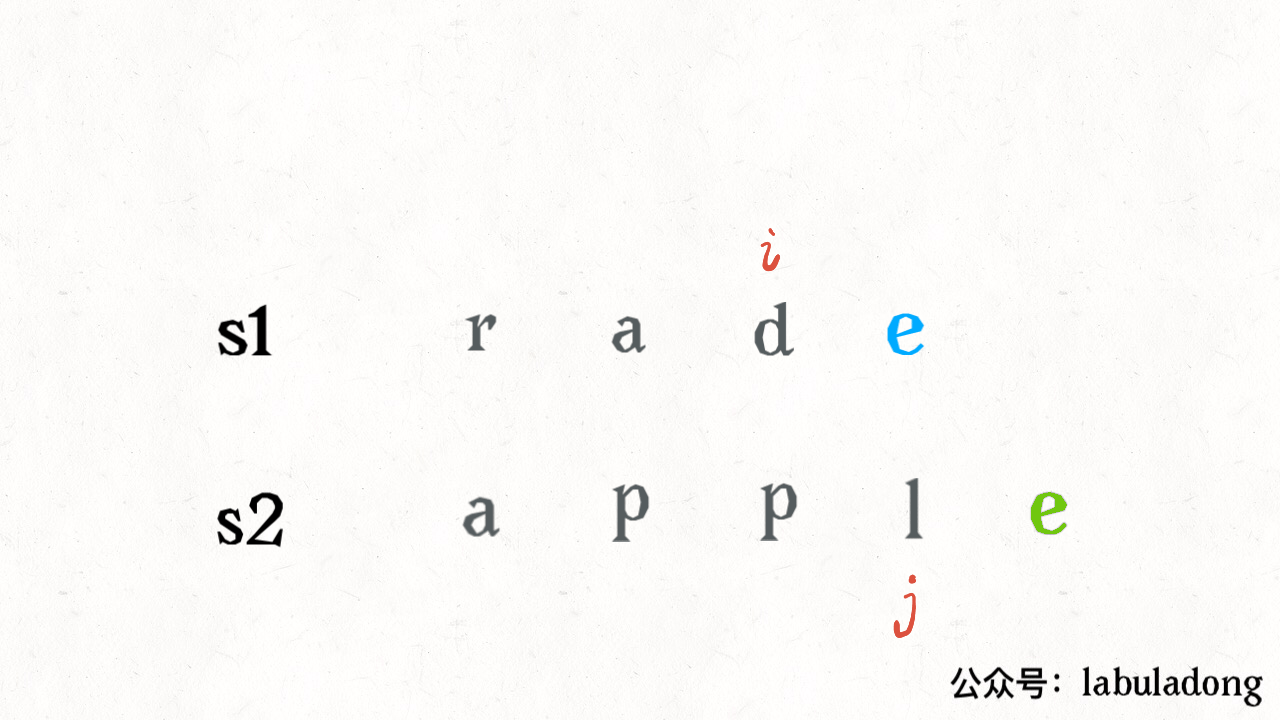 i
s1 r a d e
s2 a p p l e
j
公众号：labuladong